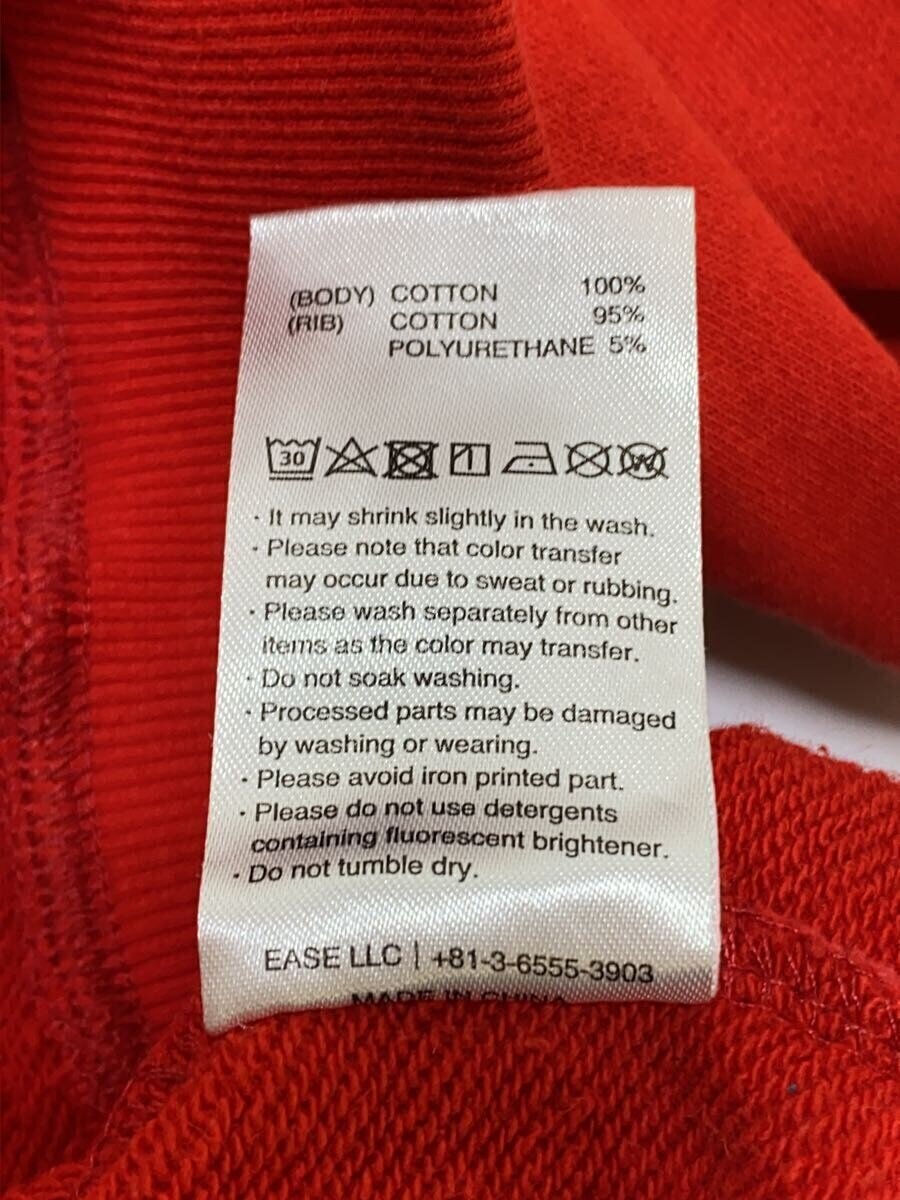 (BODY) COTTON 100%
(RIB) COTTON 95%
POLYURETHANE 5%
30 W
· It may shrink slightly in the wash.
· Please note that color transfer
may occur due to sweat or rubbing.
· Please wash separately from other
items as the color may transfer.
· Do not soak washing.
· Processed parts may be damaged
by washing or wearing.
· Please avoid iron printed part.
· Please do not use detergents
containing fluorescent brightener.
· Do not tumble dry.
EASE LLC | +81-3-6555-3903
MADE IN CHINA